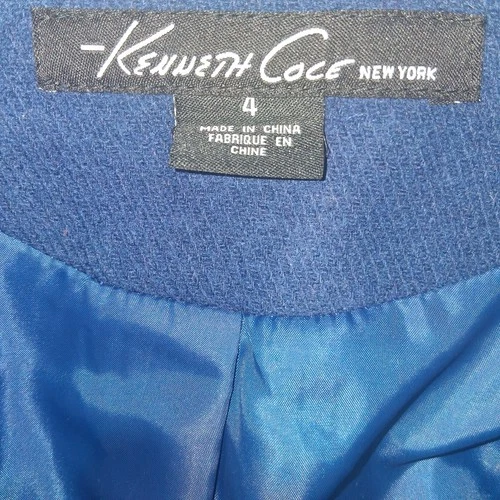 -Kenneth Cole NEW YORK
4
MADE IN CHINA
FABRIQUE EN
CHINE